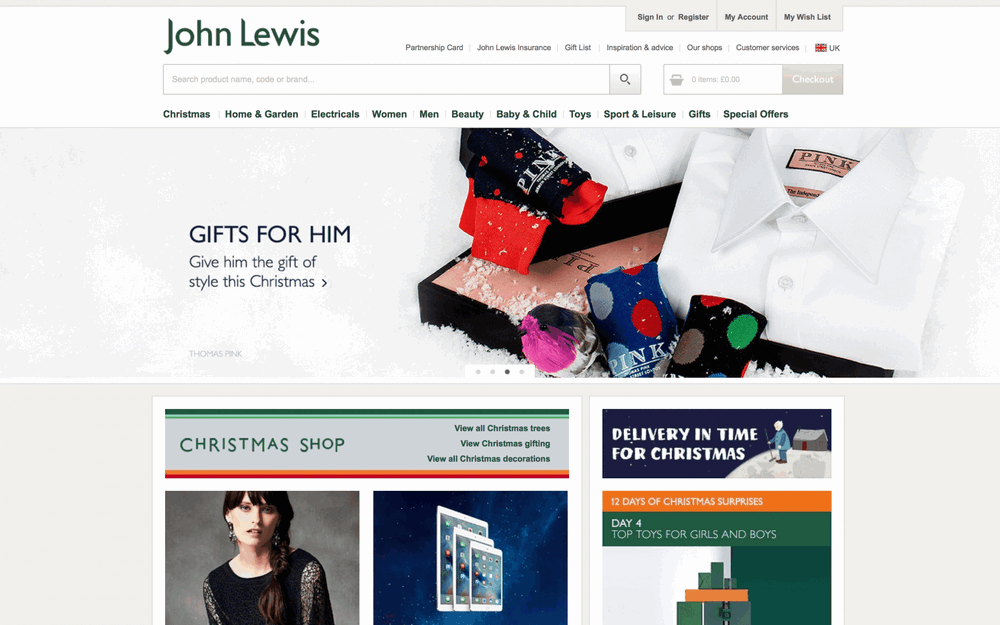 Sign In or Register
My Account
My Wish List
John Lewis
Partnership Card
John Lewis Insurance
Gift List
Inspiration & advice
Our shops
Customer services
UK
Search product name, code or brand...
0 items: £0.00
Checkout
Christmas
Home & Garden
Electricals
Women
Men
Beauty
Baby & Child
Toys
Sport & Leisure
Gifts
Special Offers
GIFTS FOR HIM
Give him the gift of
style this Christmas
THOMAS PINK
PINK
PINK
PINK
PINK
CHRISTMAS SHOP
View all Christmas trees
View Christmas gifting
View all Christmas decorations
DELIVERY IN TIME
FOR CHRISTMAS
12 DAYS OF CHRISTMAS SURPRISES
DAY 4
TOP TOYS FOR GIRLS AND BOYS